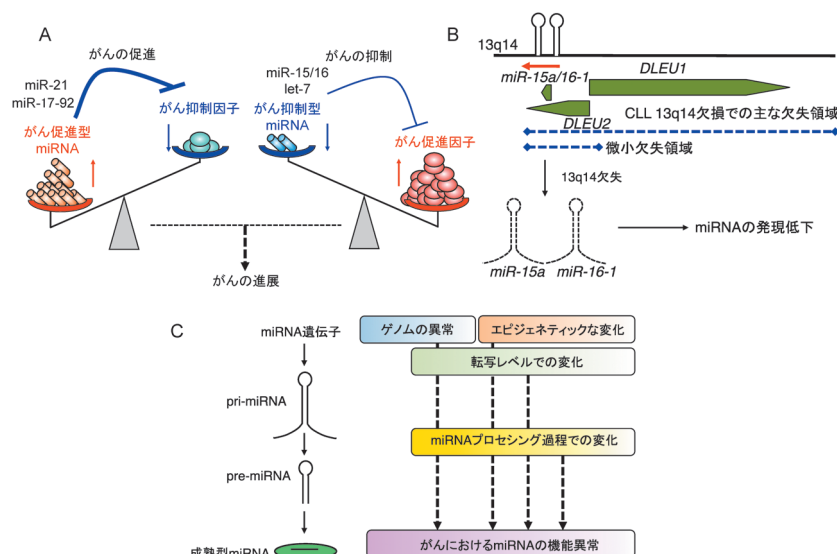 A
がんの促進
miR-21
miR-17-92
がん抑制因子
がん促進型
miRNA
がんの抑制
miR-15/16
let-7
がん抑制型
miRNA
がん促進因子
がんの進展
B
13q14
miR-15a/16-1
DLEU1
DLEU2
CLL 13q14欠損での主な欠失領域
微小欠失領域
13q14欠失
miR-15a
miR-16-1
miRNAの発現低下
C
miRNA遺伝子
pri-miRNA
pre-miRNA
成熟型miRNA
ゲノムの異常
エピジェネティックな変化
転写レベルでの変化
miRNAプロセシング過程での変化
がんにおけるmiRNAの機能異常